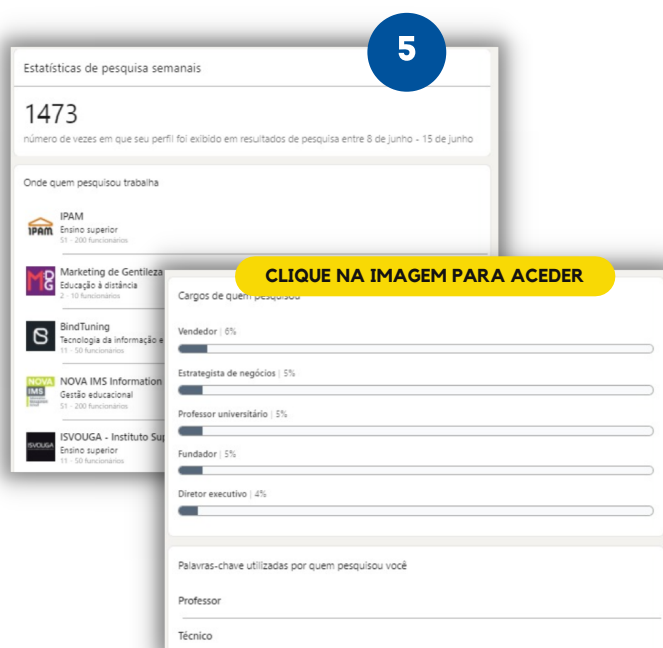 5
Estatísticas de pesquisa semanais
1473
número de vezes em que seu perfil foi exibido em resultados de pesquisa entre 8 de junho - 15 de junho
Onde quem pesquisou trabalha
IPAM
IPAM
Ensino superior
51 - 200 funcionários
MDG
Marketing de Gentileza
Educação à distância
2 - 10 funcionários
BindTuning
Tecnologia da informação e
11 - 50 funcionários
NOVA
IMS
NOVA IMS Information
Gestão educacional
51 - 200 funcionários
ISVOUGA
ISVOUGA - Instituto Sup
Ensino superior
11 - 50 funcionários
CLIQUE NA IMAGEM PARA ACEDER
Cargos de quem pesquisou
Vendedor | 6%
Estrategista de negócios | 5%
Professor universitário | 5%
Fundador | 5%
Diretor executivo | 4%
Palavras-chave utilizadas por quem pesquisou você
Professor
Técnico